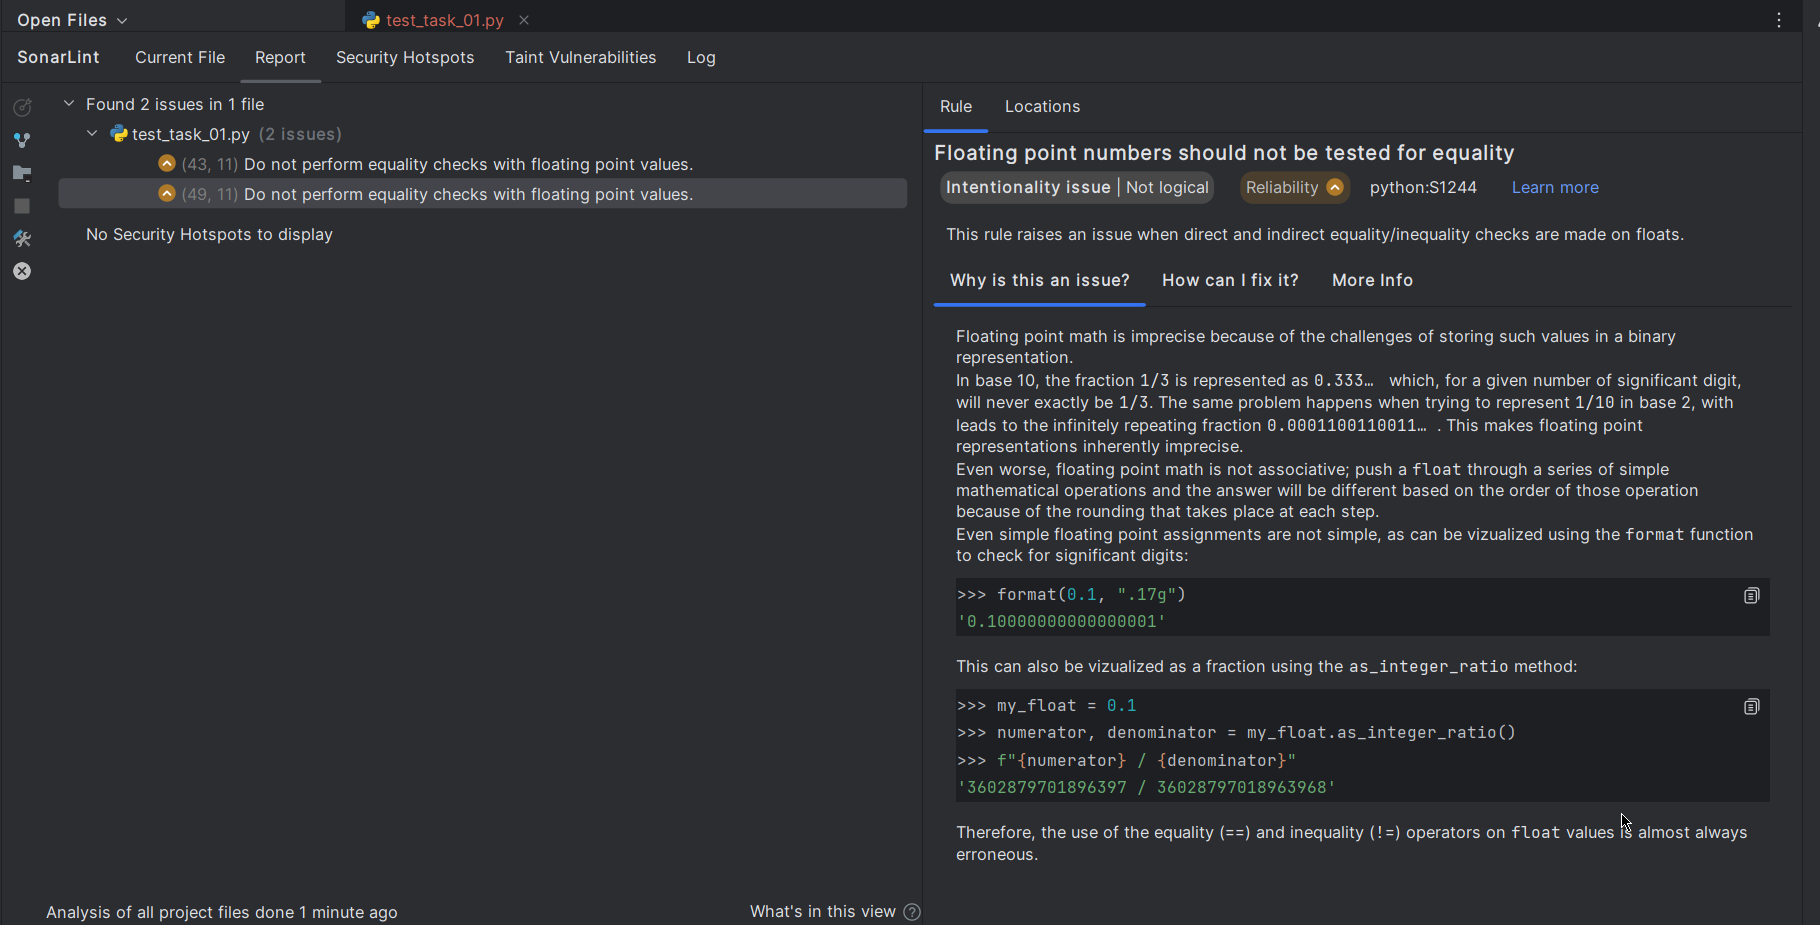 Open Files
test_task_01.py
SonarLint Current File Report Security Hotspots Taint Vulnerabilities Log
Found 2 issues in 1 file
test_task_01.py (2 issues)
(43, 11) Do not perform equality checks with floating point values.
(49, 11) Do not perform equality checks with floating point values.
No Security Hotspots to display
Analysis of all project files done 1 minute ago
What's in this view ?
Rule Locations
Floating point numbers should not be tested for equality
Intentionality issue | Not logical Reliability python:S1244 Learn more
This rule raises an issue when direct and indirect equality/inequality checks are made on floats.
Why is this an issue? How can I fix it? More Info
Floating point math is imprecise because of the challenges of storing such values in a binary
representation.
In base 10, the fraction 1/3 is represented as 0.333… which, for a given number of significant digit,
will never exactly be 1/3. The same problem happens when trying to represent 1/10 in base 2, with
leads to the infinitely repeating fraction 0.0001100110011… . This makes floating point
representations inherently imprecise.
Even worse, floating point math is not associative; push a float through a series of simple
mathematical operations and the answer will be different based on the order of those operation
because of the rounding that takes place at each step.
Even simple floating point assignments are not simple, as can be vizualized using the format function
to check for significant digits:
>>> format(0.1, ".17g")
'0.10000000000000001'
This can also be vizualized as a fraction using the as_integer_ratio method:
>>> my_float = 0.1
>>> numerator, denominator = my_float.as_integer_ratio()
>>> f"{numerator} / {denominator}"
'3602879701896397 / 36028797018963968'
Therefore, the use of the equality (==) and inequality (!=) operators on float values is almost always
erroneous.